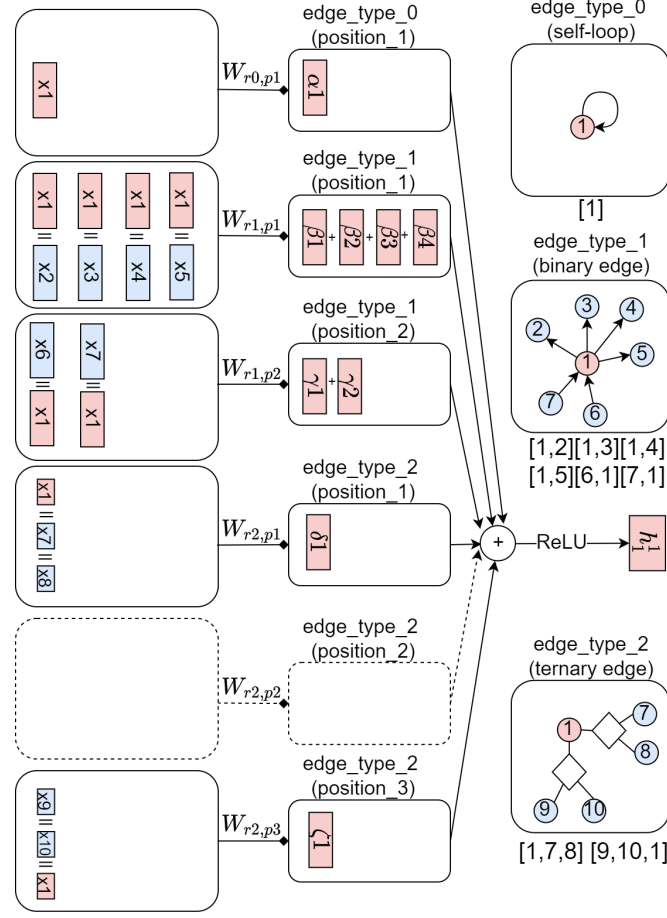 edge_type_0
(position_1)
x1
W_{r0,p1}
α1
edge_type_1
(position_1)
x1 x1 x1 x1
= = = =
x2 x3 x4 x5
W_{r1,p1}
β1 + β2 + β3 + β4
edge_type_1
(position_2)
x6 x7
= =
x1 x1
W_{r1,p2}
γ1 + γ2
edge_type_2
(position_1)
x1
=
x7
=
x8
W_{r2,p1}
δ1
edge_type_2
(position_2)
W_{r2,p2}
edge_type_2
(position_3)
x9
=
x10
=
x1
W_{r2,p3}
ζ1
+
ReLU
h_1^1
edge_type_0
(self-loop)
1
[1]
edge_type_1
(binary edge)
3
4
2
1
5
7
6
[1,2][1,3][1,4]
[1,5][6,1][7,1]
edge_type_2
(ternary edge)
7
1
8
9
10
[1,7,8] [9,10,1]